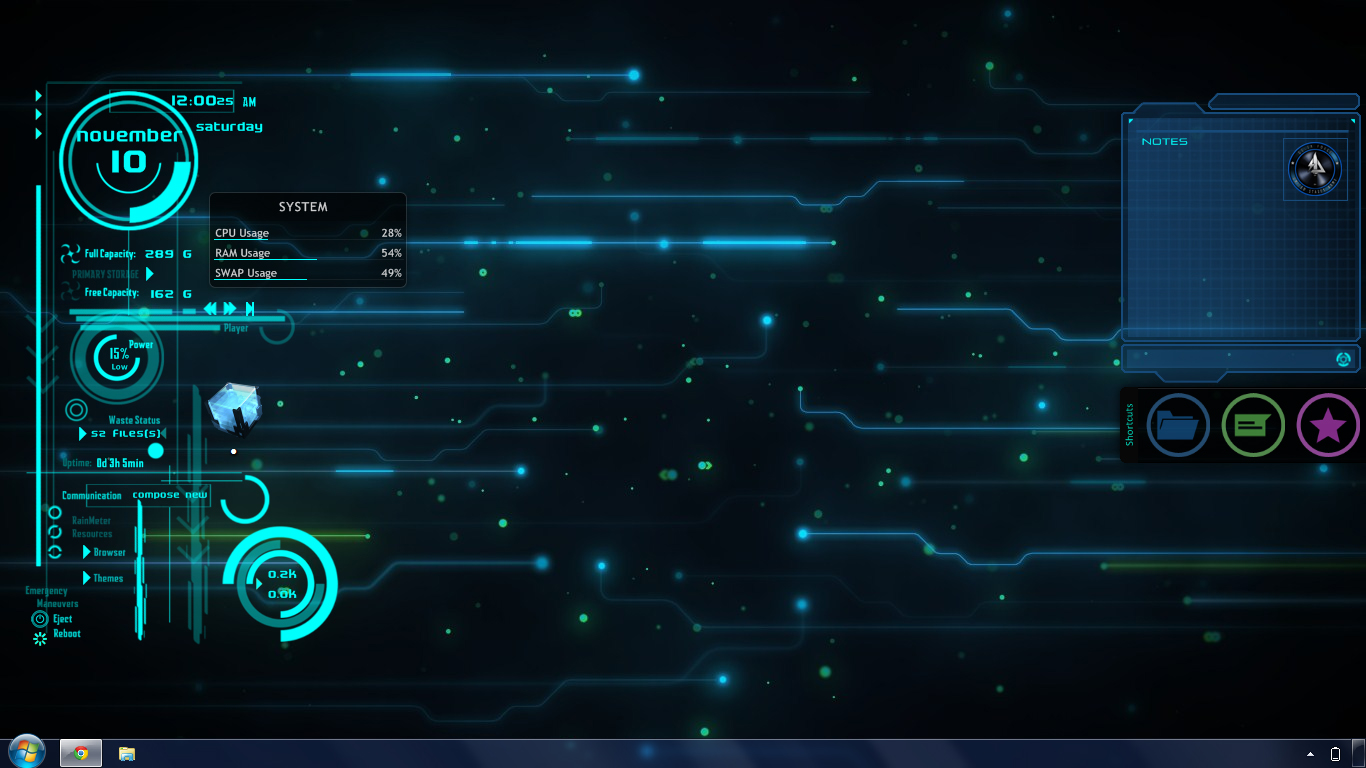 12:0025 AM
saturday
november
10
SYSTEM
CPU Usage 28%
RAM Usage 54%
SWAP Usage 49%
Full Capacity: 289 G
PRIMARY STORAGE
Free Capacity: 162 G
Player
Power
15%
Low
Waste Status
52 FILES(S)
Uptime: 0d 3h 5min
Communication compose new
RainMeter
Resources
Browser
Themes
0.2k
0.0k
Emergency
Maneuvers
Eject
Reboot
NOTES
Shortcuts